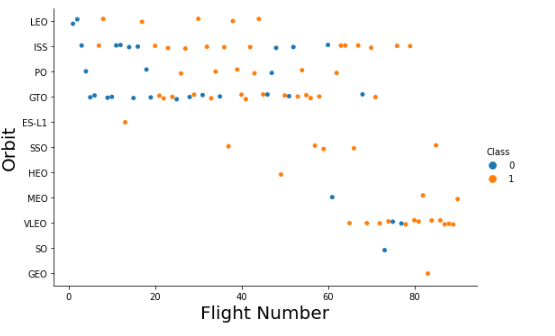 LEO
ISS
PO
GTO
ES-L1
SSO
HEO
MEO
VLEO
SO
GEO
Orbit
0
20
40
60
80
Flight Number
Class
0
1